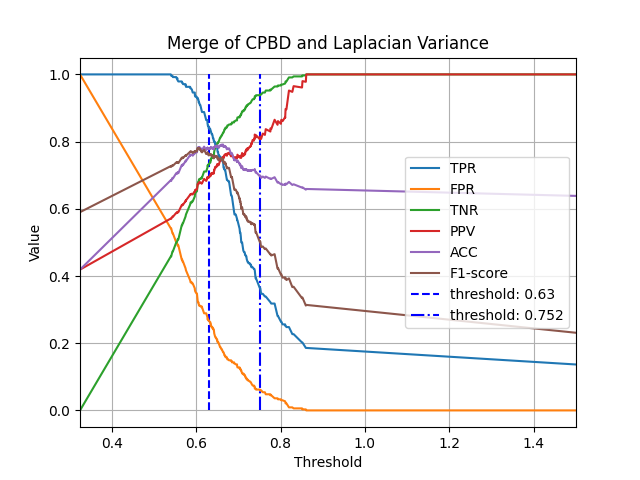 Merge of CPBD and Laplacian Variance
1.0
0.8
0.6
0.4
0.2
0.0
Value
TPR
FPR
TNR
PPV
ACC
F1-score
threshold: 0.63
threshold: 0.752
0.4 0.6 0.8 1.0 1.2 1.4
Threshold